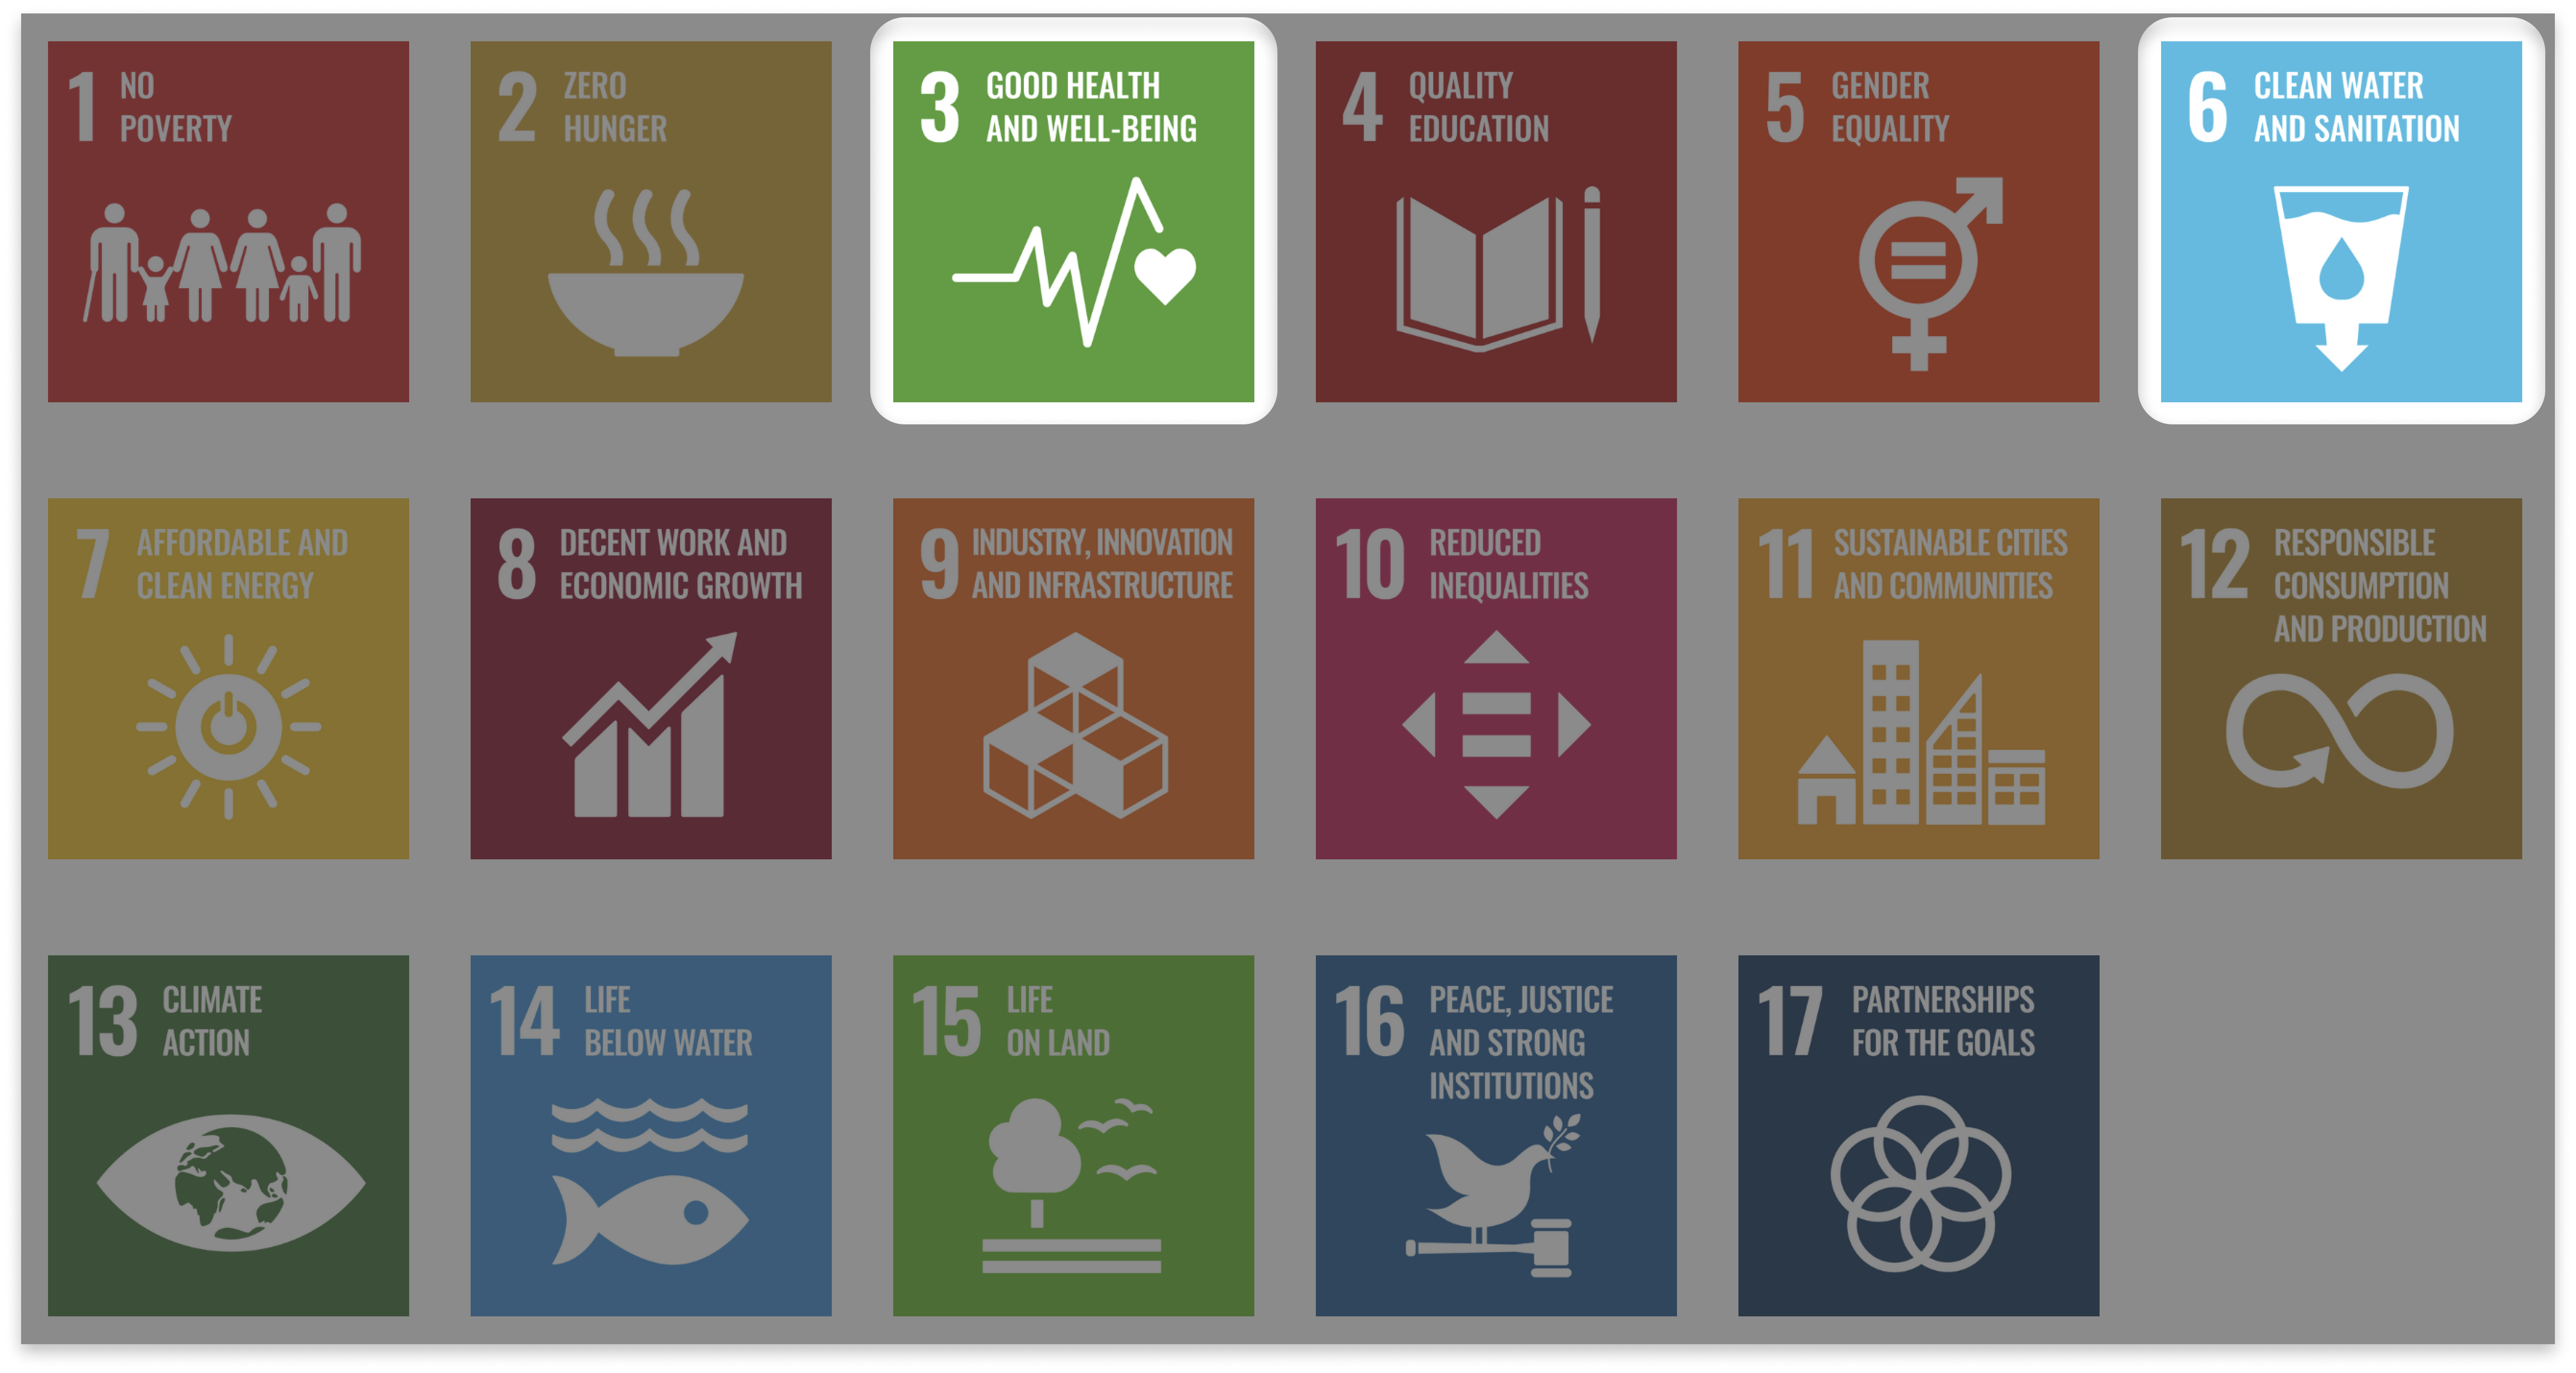 1 NO
POVERTY
2 ZERO
HUNGER
3 GOOD HEALTH
AND WELL-BEING
4 QUALITY
EDUCATION
5 GENDER
EQUALITY
6 CLEAN WATER
AND SANITATION
7 AFFORDABLE AND
CLEAN ENERGY
8 DECENT WORK AND
ECONOMIC GROWTH
9 INDUSTRY, INNOVATION
AND INFRASTRUCTURE
10 REDUCED
INEQUALITIES
11 SUSTAINABLE CITIES
AND COMMUNITIES
12 RESPONSIBLE
CONSUMPTION
AND PRODUCTION
13 CLIMATE
ACTION
14 LIFE
BELOW WATER
15 LIFE
ON LAND
16 PEACE, JUSTICE
AND STRONG
INSTITUTIONS
17 PARTNERSHIPS
FOR THE GOALS